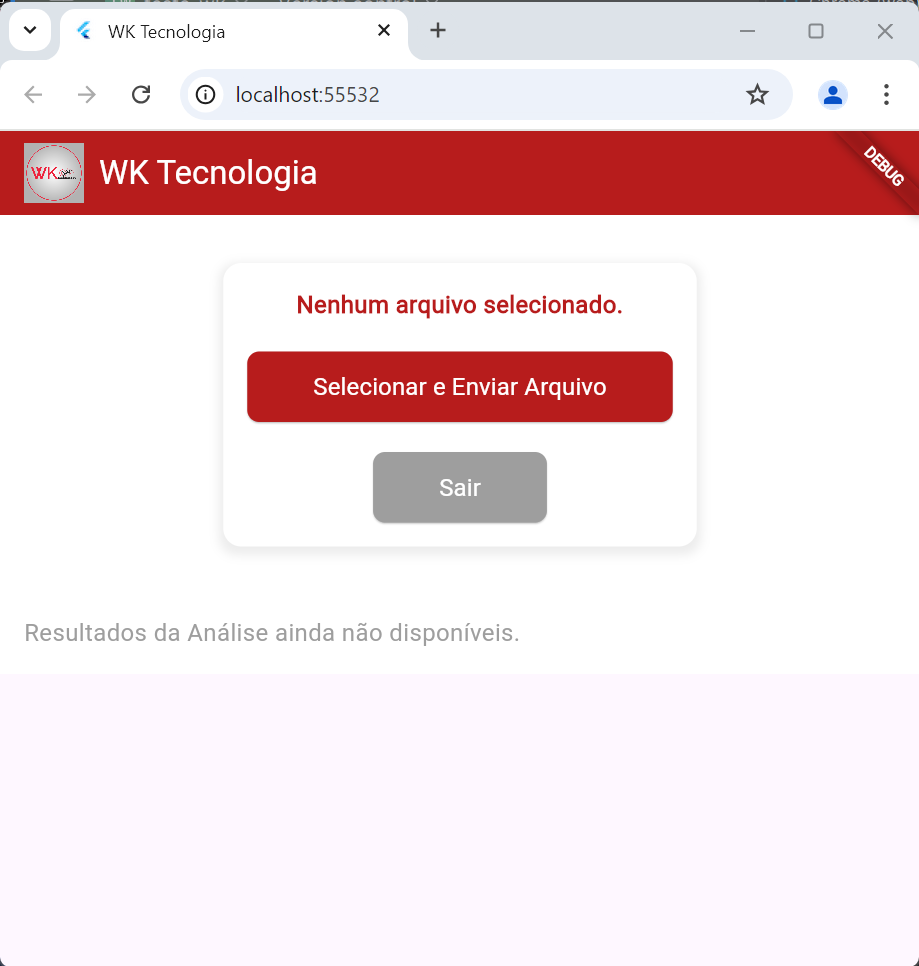 WK Tecnologia
localhost:55532
WK
WK Tecnologia
DEBUG
Nenhum arquivo selecionado.
Selecionar e Enviar Arquivo
Sair
Resultados da Análise ainda não disponíveis.